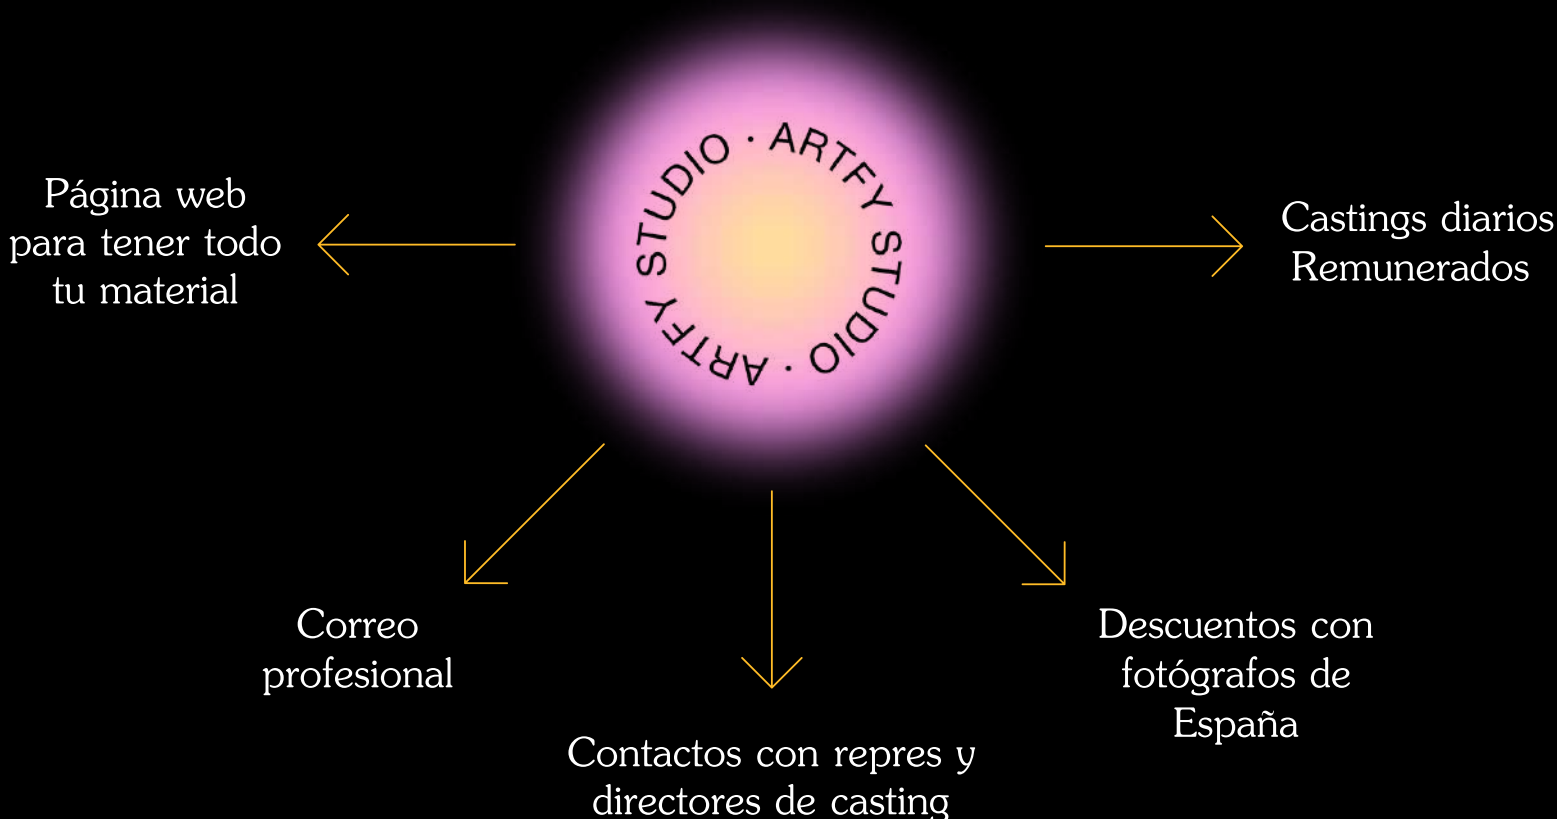 ARTFY STUDIO · ARTFY STUDIO ·
Página web
para tener todo
tu material
Castings diarios
Remunerados
Correo
profesional
Contactos con repres y
directores de casting
Descuentos con
fotógrafos de
España